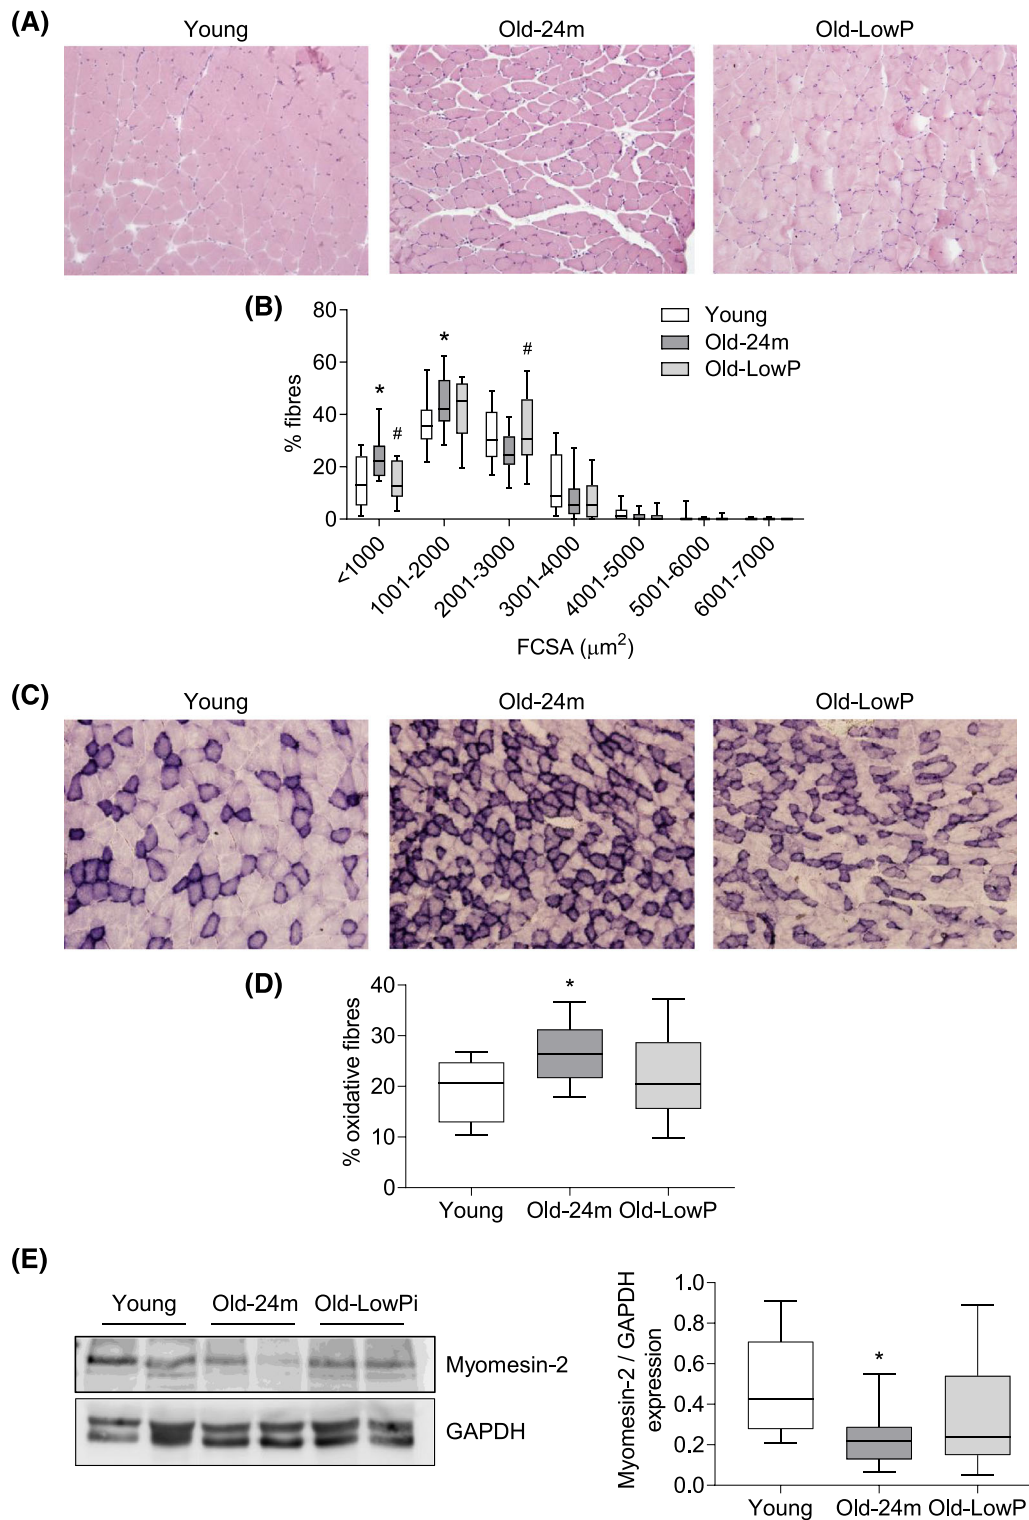 (A)
Young Old-24m Old-LowP
(B)
80
60
40
20
0
% fibres
* # * #
Young
Old-24m
Old-LowP
<1000 1001-2000 2001-3000 3001-4000 4001-5000 5001-6000 6001-7000
FCSA (μm²)
(C)
Young Old-24m Old-LowP
(D)
40
30
20
10
0
% oxidative fibres
*
Young Old-24m Old-LowP
(E)
Young Old-24m Old-LowPi
Myomesin-2
GAPDH
Myomesin-2 / GAPDH
expression
1.0
0.8
0.6
0.4
0.2
0.0
*
Young Old-24m Old-LowP